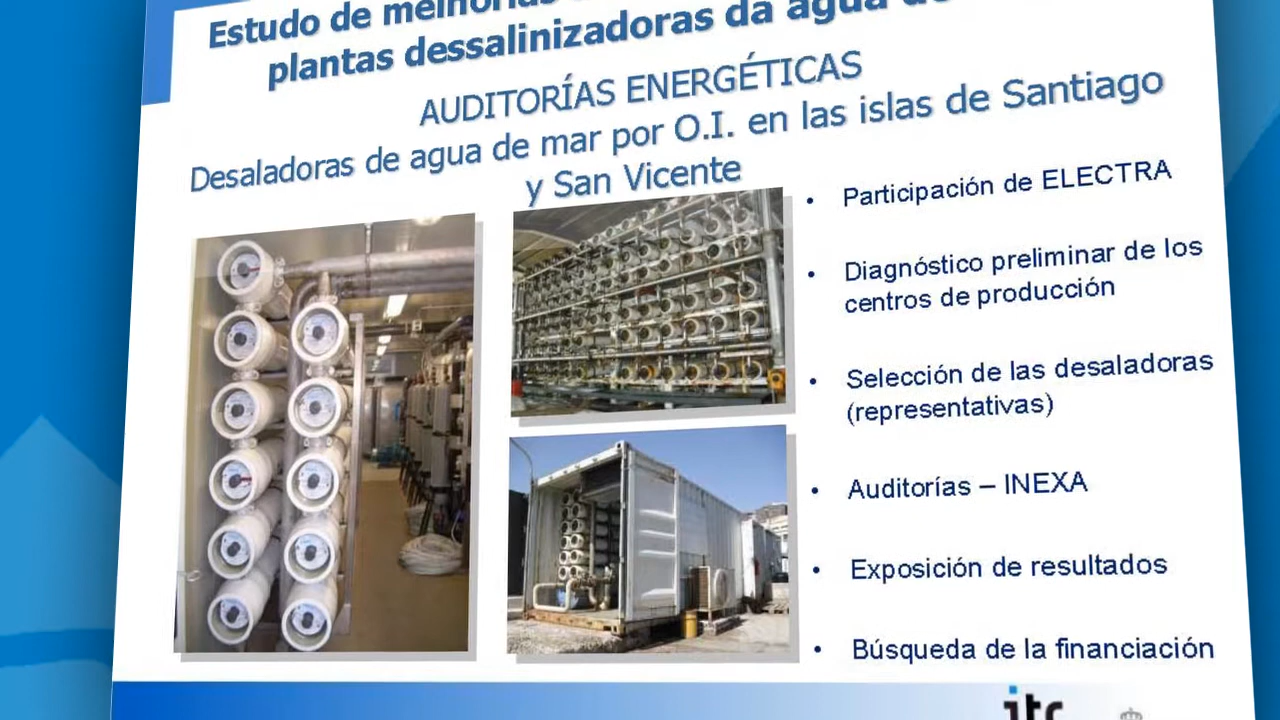 Estudo de melhorias
plantas dessalinizadoras da agua
AUDITORÍAS ENERGÉTICAS
Desaladoras de agua de mar por O.I. en las islas de Santiago
y San Vicente
• Participación de ELECTRA
• Diagnóstico preliminar de los
centros de producción
• Selección de las desaladoras
(representativas)
• Auditorías – INEXA
• Exposición de resultados
• Búsqueda de la financiación
itc